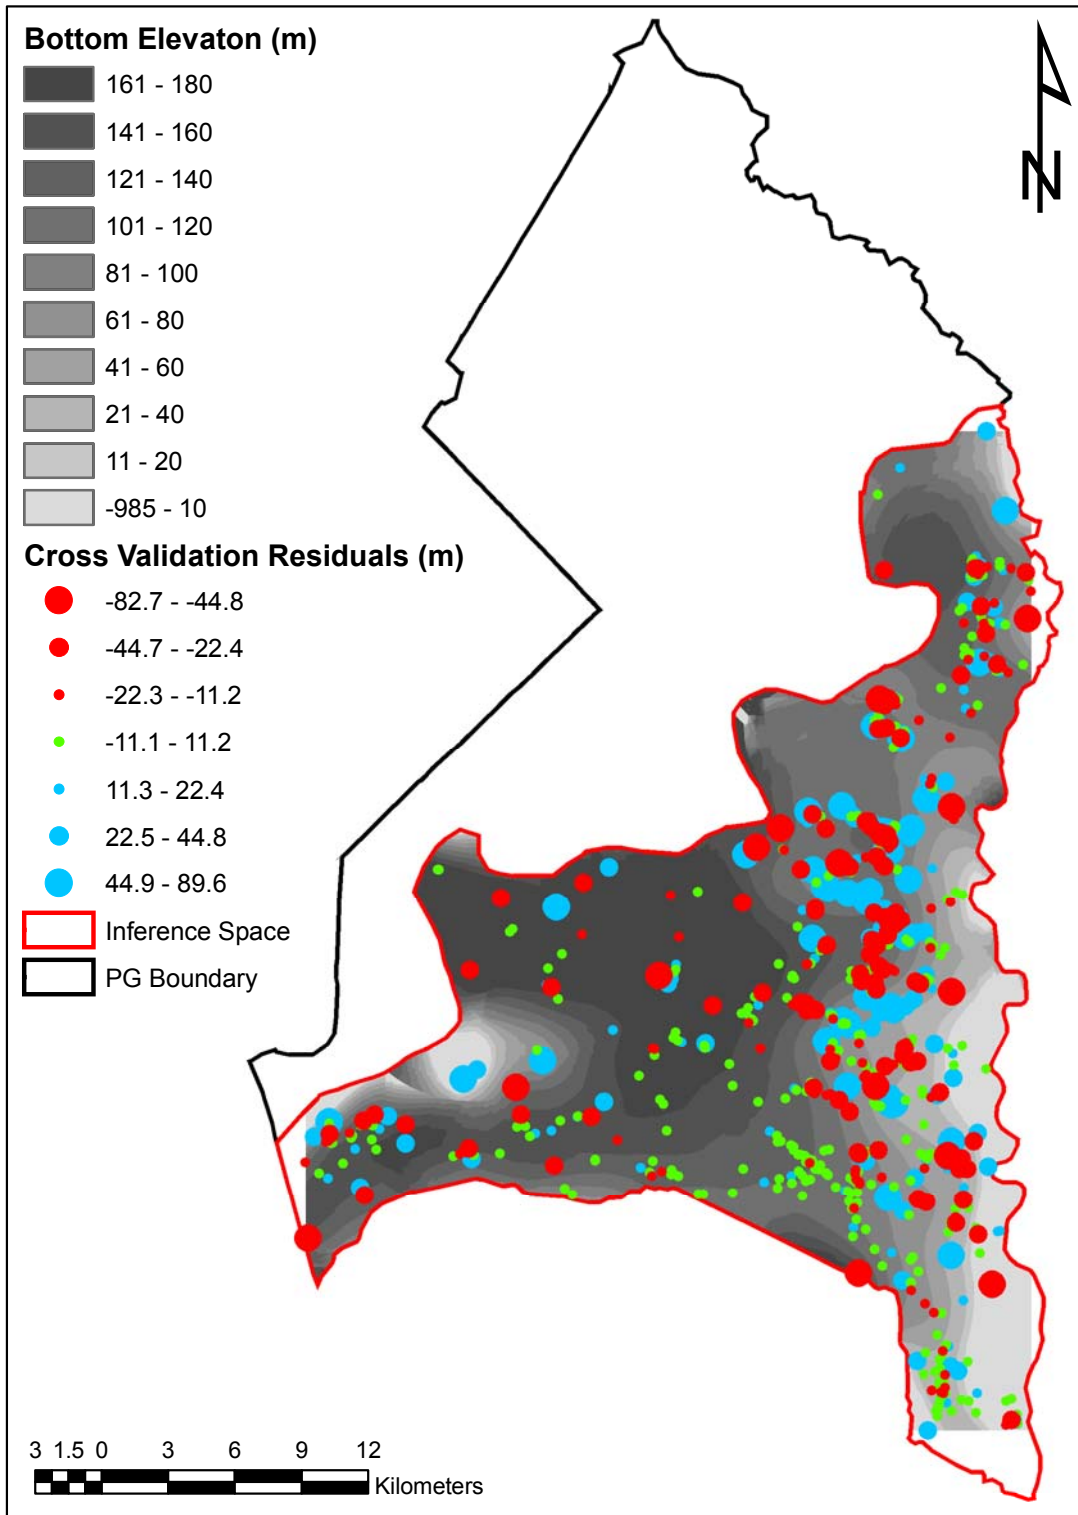 Bottom Elevaton (m)
161 - 180
141 - 160
121 - 140
101 - 120
81 - 100
61 - 80
41 - 60
21 - 40
11 - 20
-985 - 10
Cross Validation Residuals (m)
-82.7 - -44.8
-44.7 - -22.4
-22.3 - -11.2
-11.1 - 11.2
11.3 - 22.4
22.5 - 44.8
44.9 - 89.6
Inference Space
PG Boundary
N
3 1.5 0 3 6 9 12
Kilometers